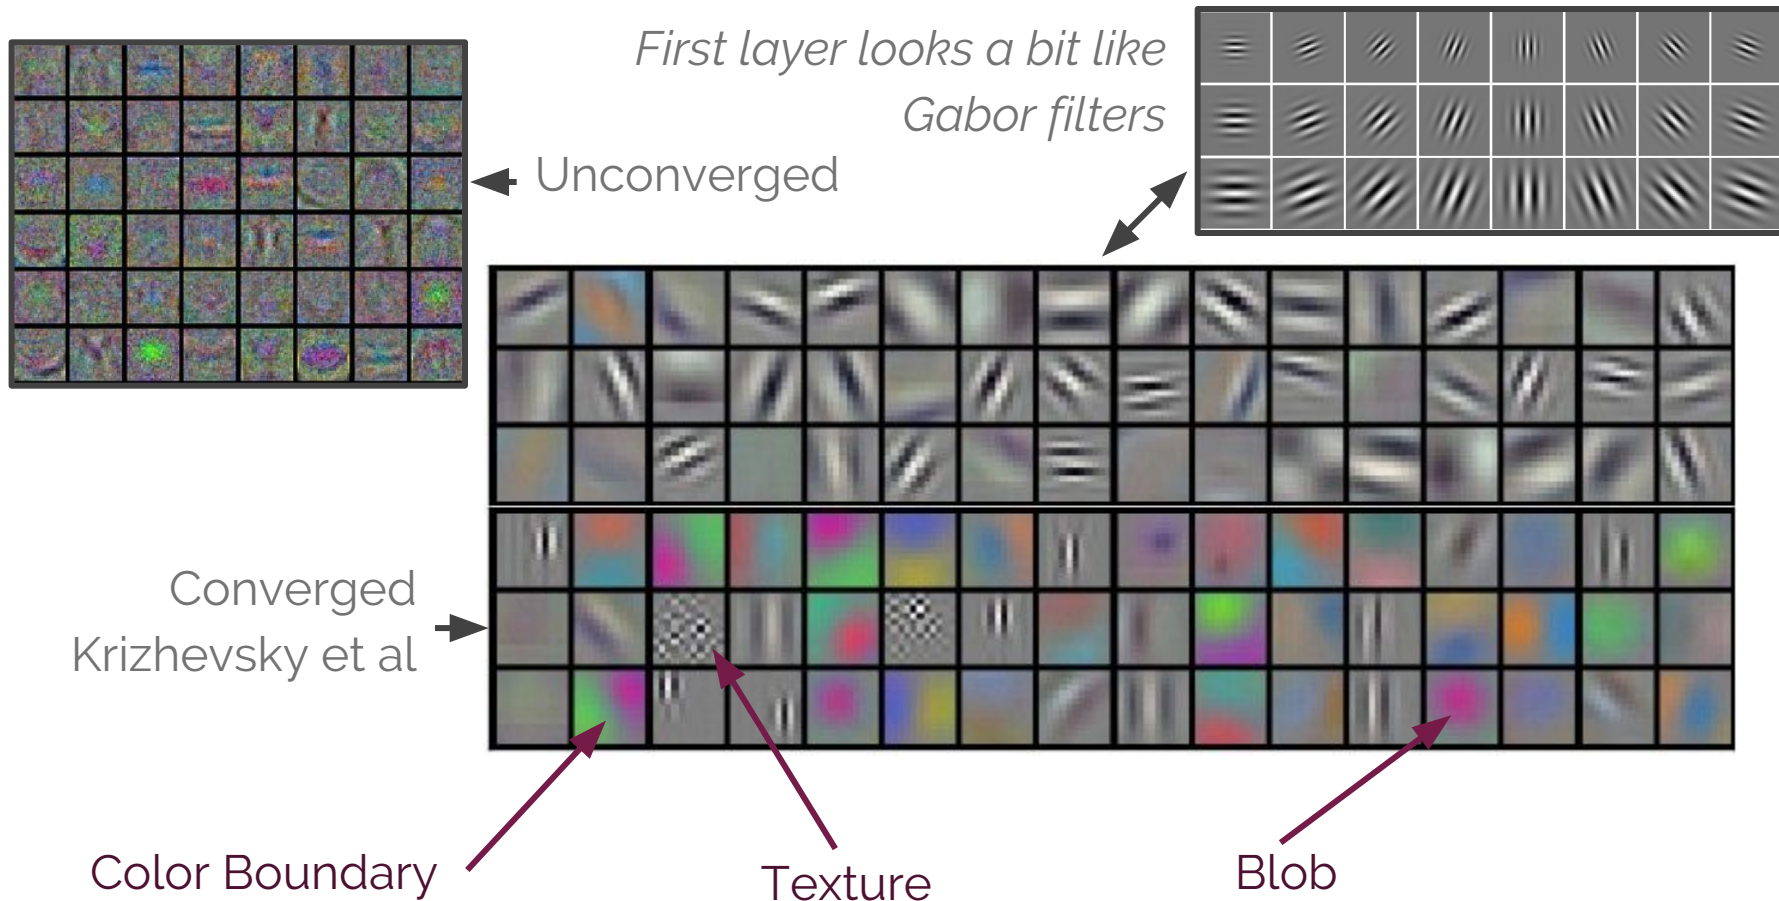 First layer looks a bit like
Gabor filters
Unconverged
Converged
Krizhevsky et al
Color Boundary
Texture
Blob